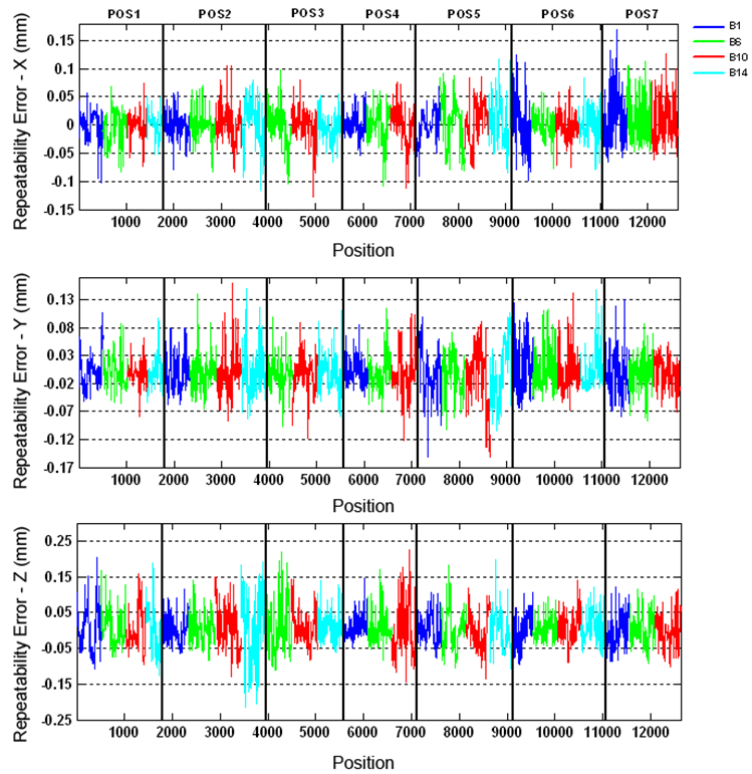 POS1 POS2 POS3 POS4 POS5 POS6 POS7
B1
B6
B10
B14
Repeatability Error - X (mm)
0.15
0.1
0.05
0
-0.05
-0.1
-0.15
1000 2000 3000 4000 5000 6000 7000 8000 9000 10000 11000 12000
Position
Repeatability Error - Y (mm)
0.13
0.08
0.03
-0.02
-0.07
-0.12
-0.17
1000 2000 3000 4000 5000 6000 7000 8000 9000 10000 11000 12000
Position
Repeatability Error - Z (mm)
0.25
0.15
0.05
-0.05
-0.15
-0.25
1000 2000 3000 4000 5000 6000 7000 8000 9000 10000 11000 12000
Position